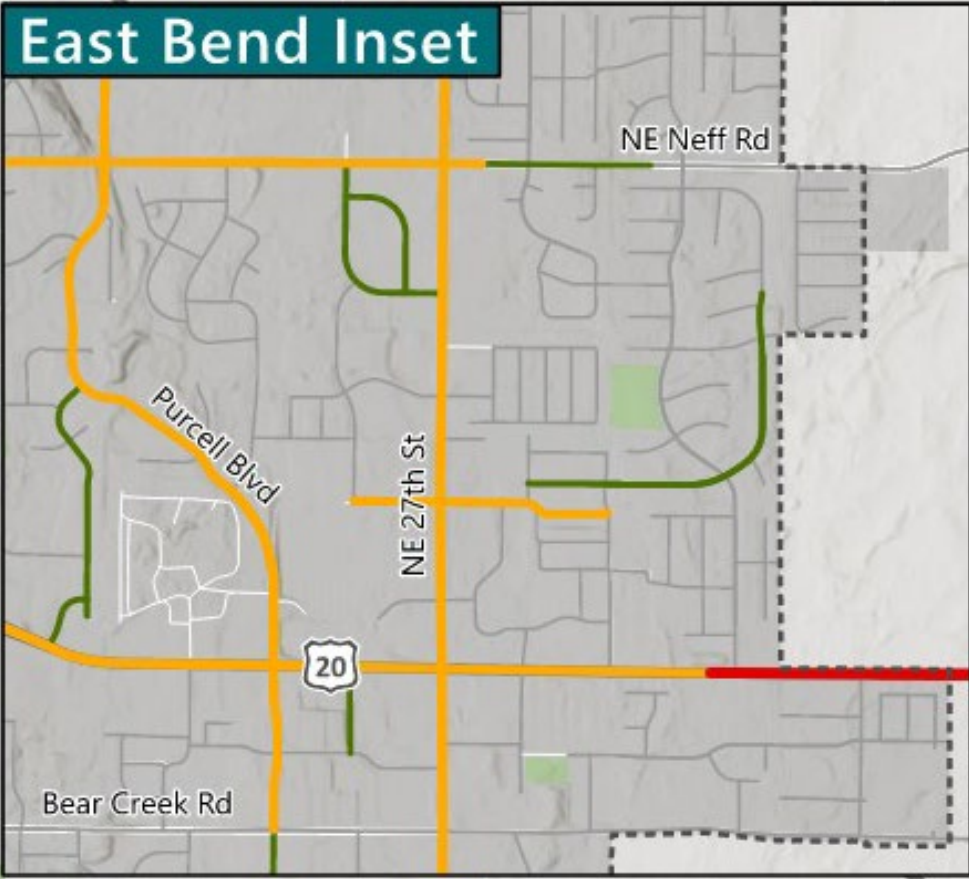 East Bend Inset
NE Neff Rd
Purcell Blvd
NE 27th St
20
Bear Creek Rd